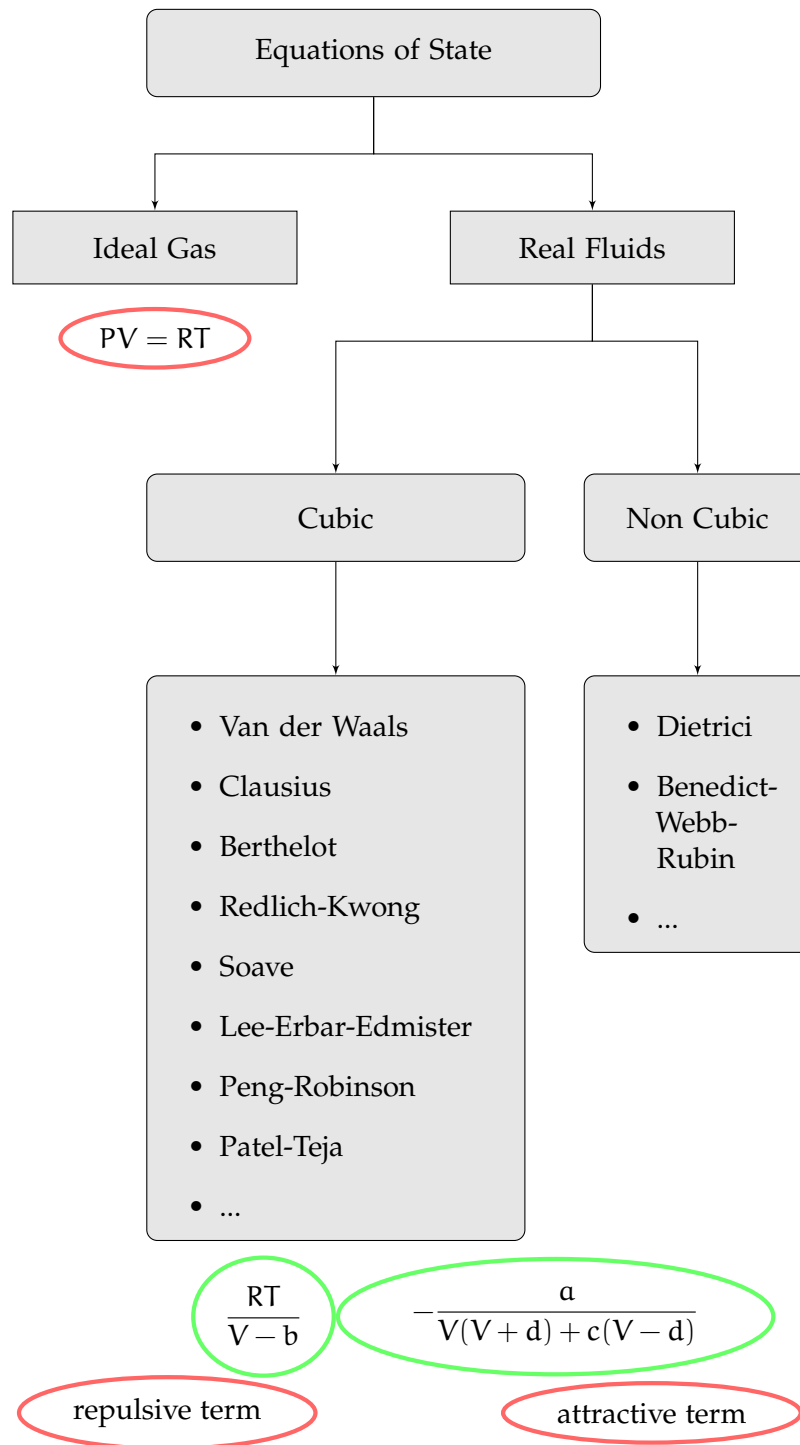 Equations of State
Ideal Gas
Real Fluids
PV = RT
Cubic
Non Cubic
• Van der Waals
• Clausius
• Berthelot
• Redlich-Kwong
• Soave
• Lee-Erbar-Edmister
• Peng-Robinson
• Patel-Teja
• ...
• Dietrici
• Benedict-
Webb-
Rubin
• ...
RT
V − b
− a
V(V + d) + c(V − d)
repulsive term
attractive term